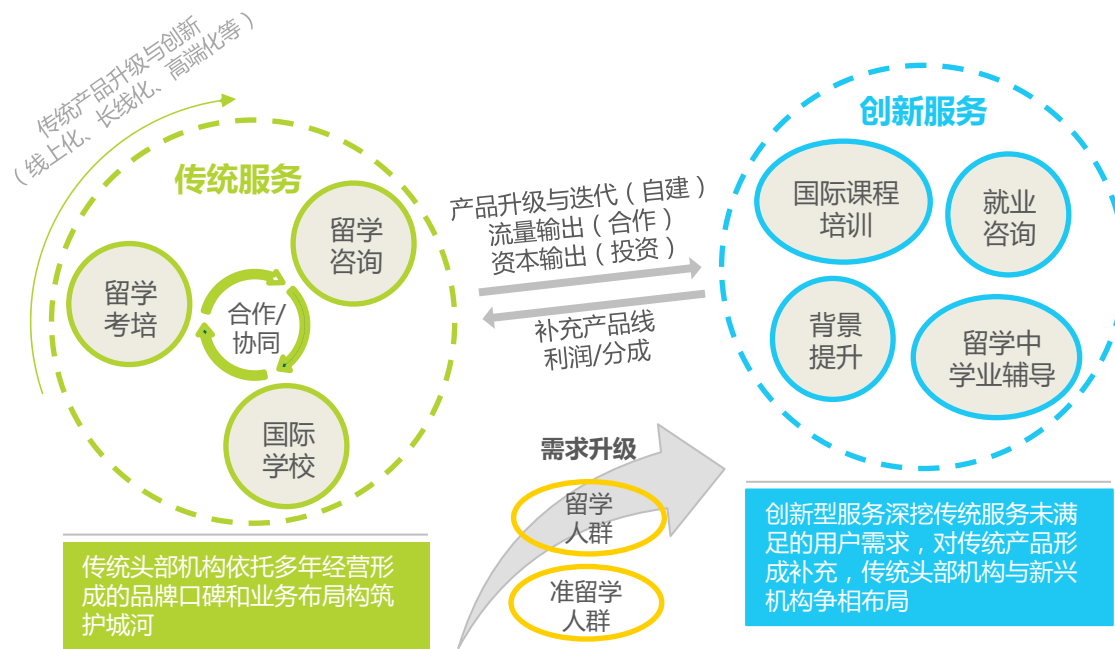 传统产品升级与创新
（线上化、长线化、高端化等）
传统服务
留学
咨询
留学
考培
合作/
协同
国际
学校
产品升级与迭代（自建）
流量输出（合作）
资本输出（投资）
补充产品线
利润/分成
创新服务
国际课程
培训
就业
咨询
背景
提升
留学中
学业辅导
需求升级
留学
人群
准留学
人群
传统头部机构依托多年经营形
成的品牌口碑和业务布局构筑
护城河
创新型服务深挖传统服务未满
足的用户需求，对传统产品形
成补充，传统头部机构与新兴
机构争相布局